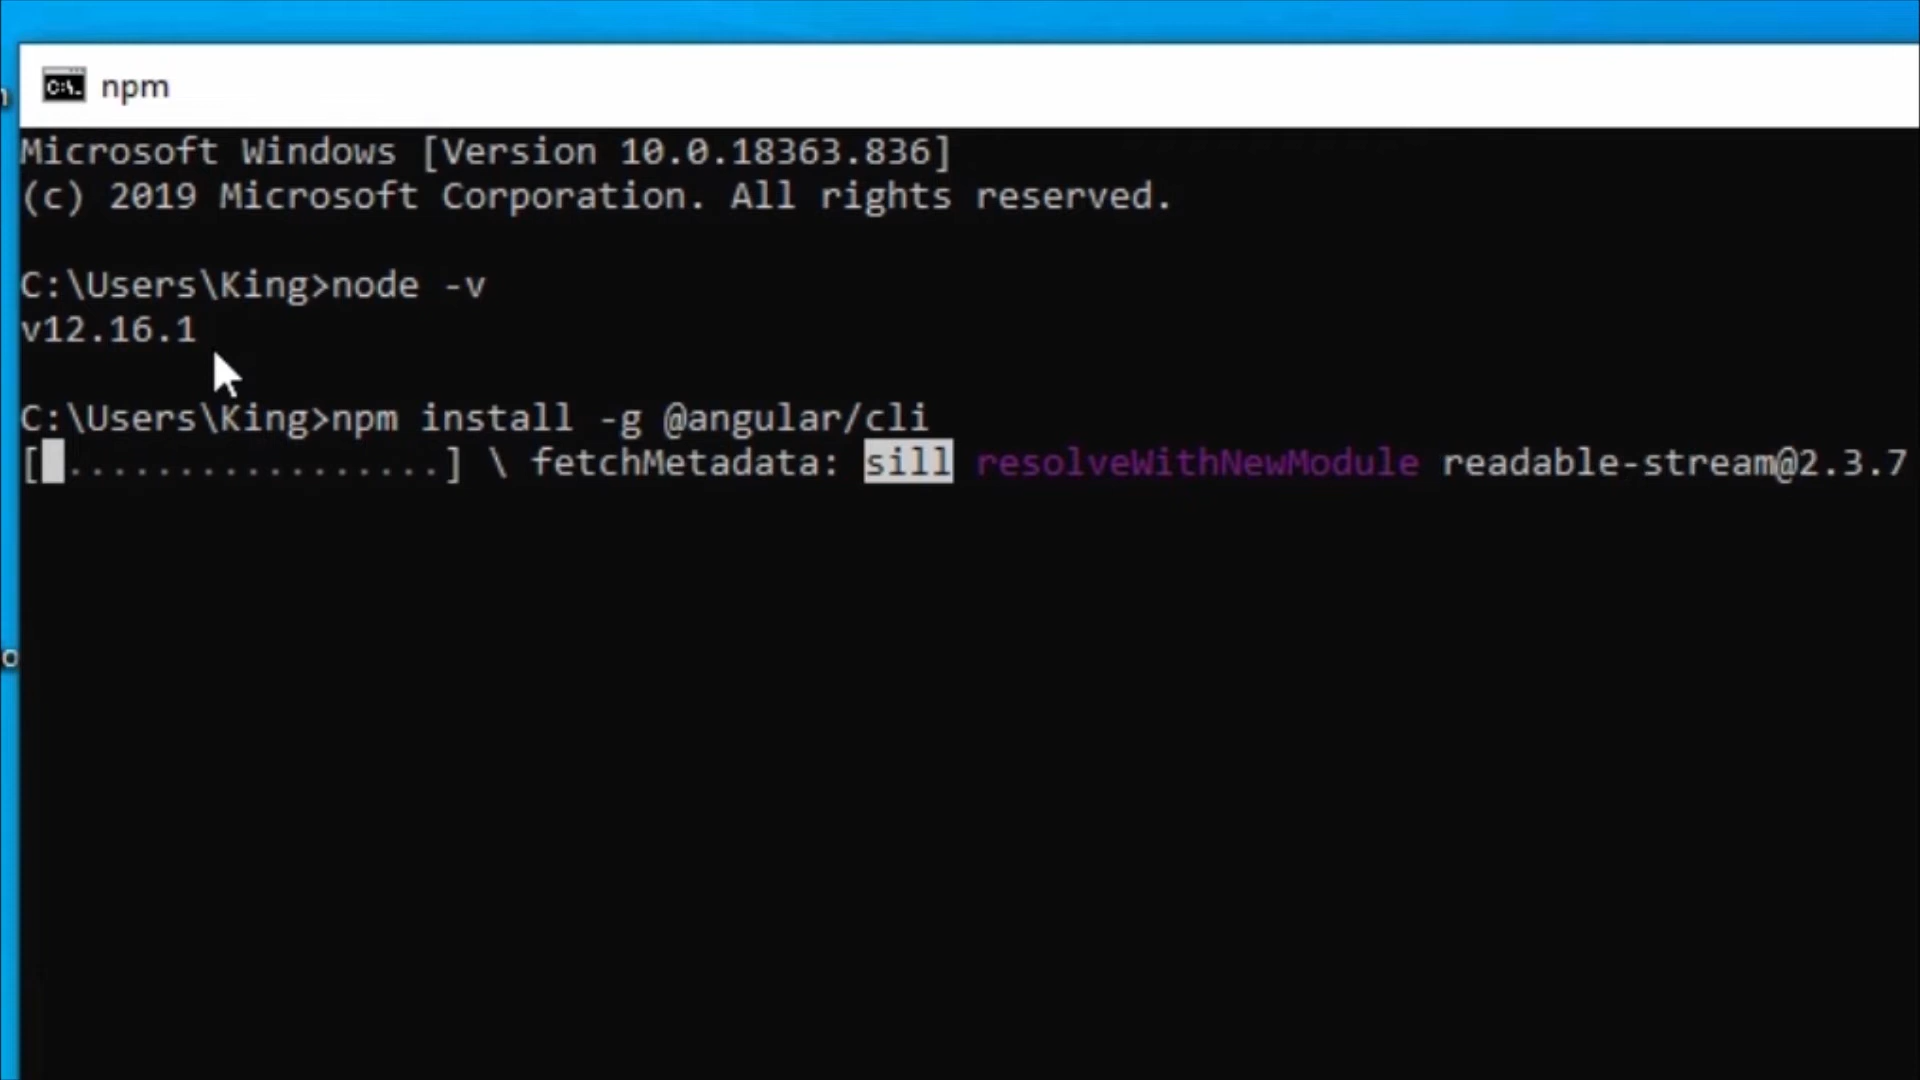 npm
Microsoft Windows [Version 10.0.18363.836]
(c) 2019 Microsoft Corporation. All rights reserved.
C:\Users\King>node -v
v12.16.1
C:\Users\King>npm install -g @angular/cli
[ .................] \ fetchMetadata: sill resolveWithNewModule readable-stream@2.3.7
o